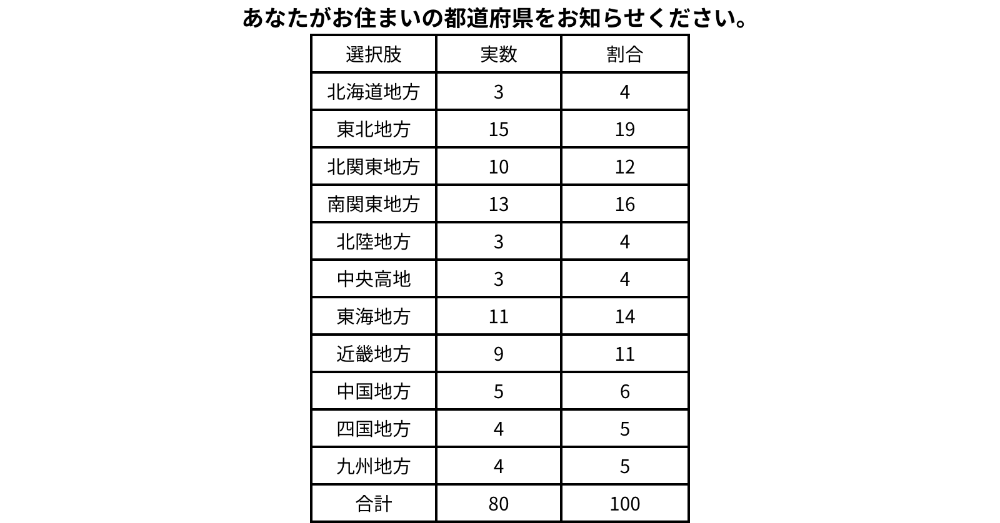 あなたがお住まいの都道府県をお知らせください。
選択肢 実数 割合
北海道地方 3 4
東北地方 15 19
北関東地方 10 12
南関東地方 13 16
北陸地方 3 4
中央高地 3 4
東海地方 11 14
近畿地方 9 11
中国地方 5 6
四国地方 4 5
九州地方 4 5
合計 80 100